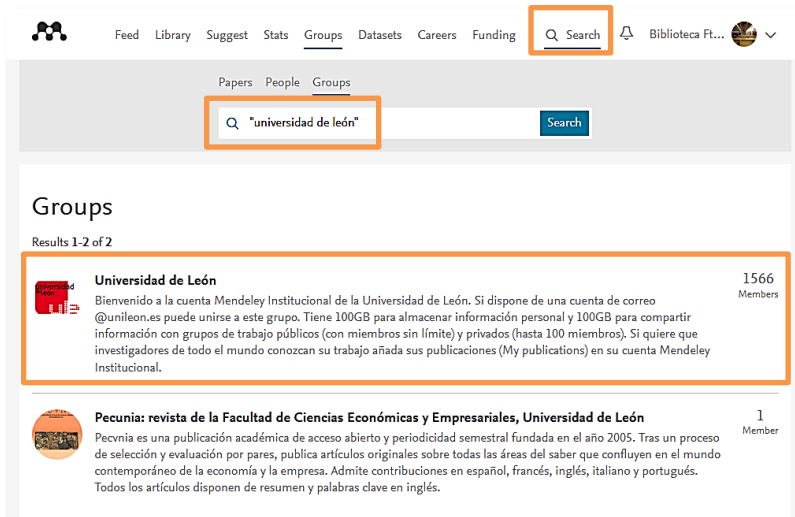 Feed Library Suggest Stats Groups Datasets Careers Funding Search Biblioteca Ft...
Papers People Groups
"universidad de león" Search
Groups
Results 1-2 of 2
universidad
de león
ule
Universidad de León
1566
Members
Bienvenido a la cuenta Mendeley Institucional de la Universidad de León. Si dispone de una cuenta de correo
@unileon.es puede unirse a este grupo. Tiene 100GB para almacenar información personal y 100GB para compartir
información con grupos de trabajo públicos (con miembros sin límite) y privados (hasta 100 miembros). Si quiere que
investigadores de todo el mundo conozcan su trabajo añada sus publicaciones (My publications) en su cuenta Mendeley
Institucional.
Pecunia: revista de la Facultad de Ciencias Económicas y Empresariales, Universidad de León
1
Member
Pecvnia es una publicación académica de acceso abierto y periodicidad semestral fundada en el año 2005. Tras un proceso
de selección y evaluación por pares, publica artículos originales sobre todas las áreas del saber que confluyen en el mundo
contemporáneo de la economía y la empresa. Admite contribuciones en español, francés, inglés, italiano y portugués.
Todos los artículos disponen de resumen y palabras clave en inglés.